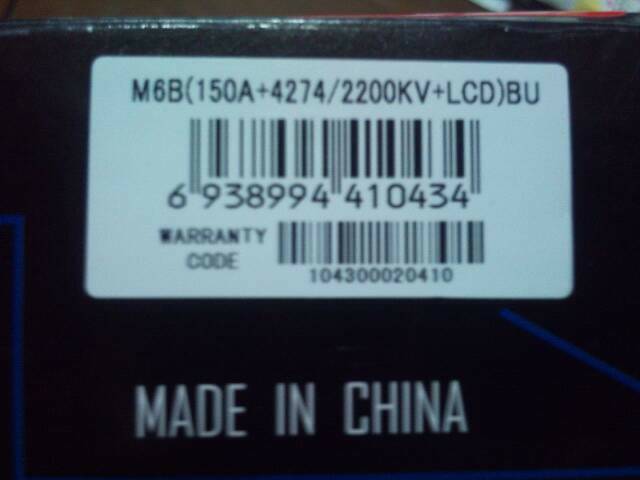 M6B(150A+4274/2200KV+LCD)BU
6 938994 410434
WARRANTY
CODE
104300020410
MADE IN CHINA